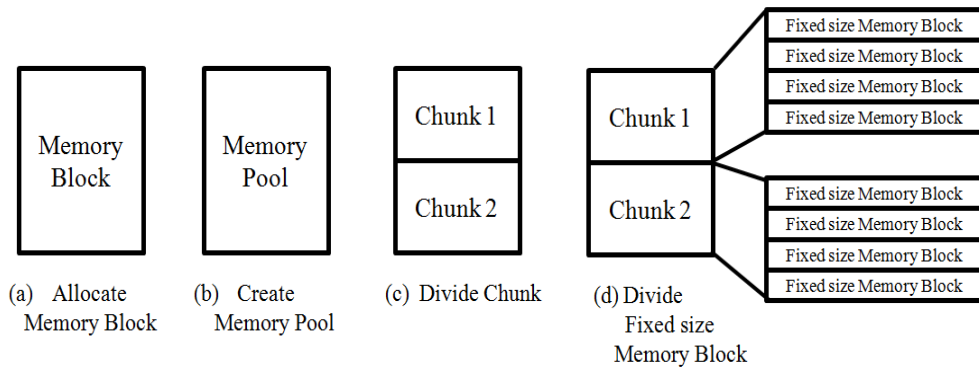 Memory
Block
(a) Allocate
Memory Block
Memory
Pool
(b) Create
Memory Pool
Chunk 1
Chunk 2
(c) Divide Chunk
Chunk 1
Chunk 2
(d) Divide
Fixed size
Memory Block
Fixed size Memory Block
Fixed size Memory Block
Fixed size Memory Block
Fixed size Memory Block
Fixed size Memory Block
Fixed size Memory Block
Fixed size Memory Block
Fixed size Memory Block